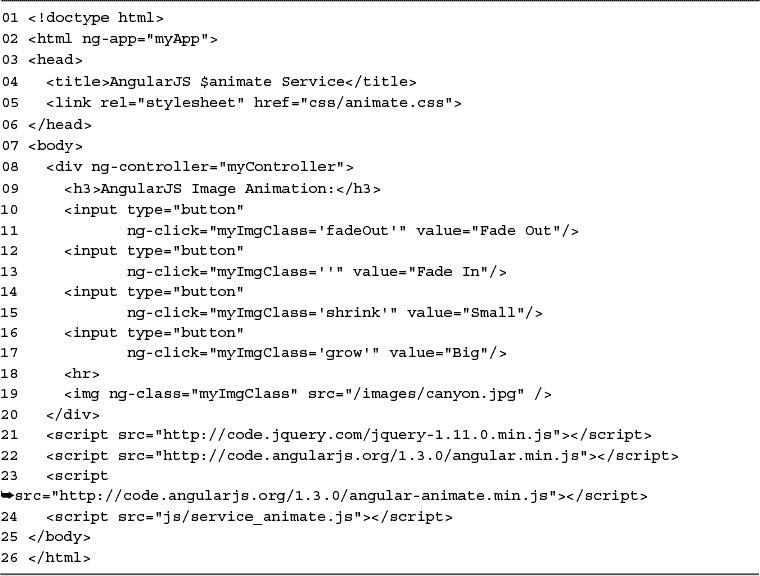 01 <!doctype html>
02 <html ng-app="myApp">
03 <head>
04   <title>AngularJS $animate Service</title>
05   <link rel="stylesheet" href="css/animate.css">
06 </head>
07 <body>
08   <div ng-controller="myController">
09     <h3>AngularJS Image Animation:</h3>
10     <input type="button"
11            ng-click="myImgClass='fadeOut'" value="Fade Out"/>
12     <input type="button"
13            ng-click="myImgClass=''" value="Fade In"/>
14     <input type="button"
15            ng-click="myImgClass='shrink'" value="Small"/>
16     <input type="button"
17            ng-click="myImgClass='grow'" value="Big"/>
18     <hr>
19     <img ng-class="myImgClass" src="/images/canyon.jpg" />
20   </div>
21   <script src="http://code.jquery.com/jquery-1.11.0.min.js"></script>
22   <script src="http://code.angularjs.org/1.3.0/angular.min.js"></script>
23   <script
➥src="http://code.angularjs.org/1.3.0/angular-animate.min.js"></script>
24   <script src="js/service_animate.js"></script>
25 </body>
26 </html>